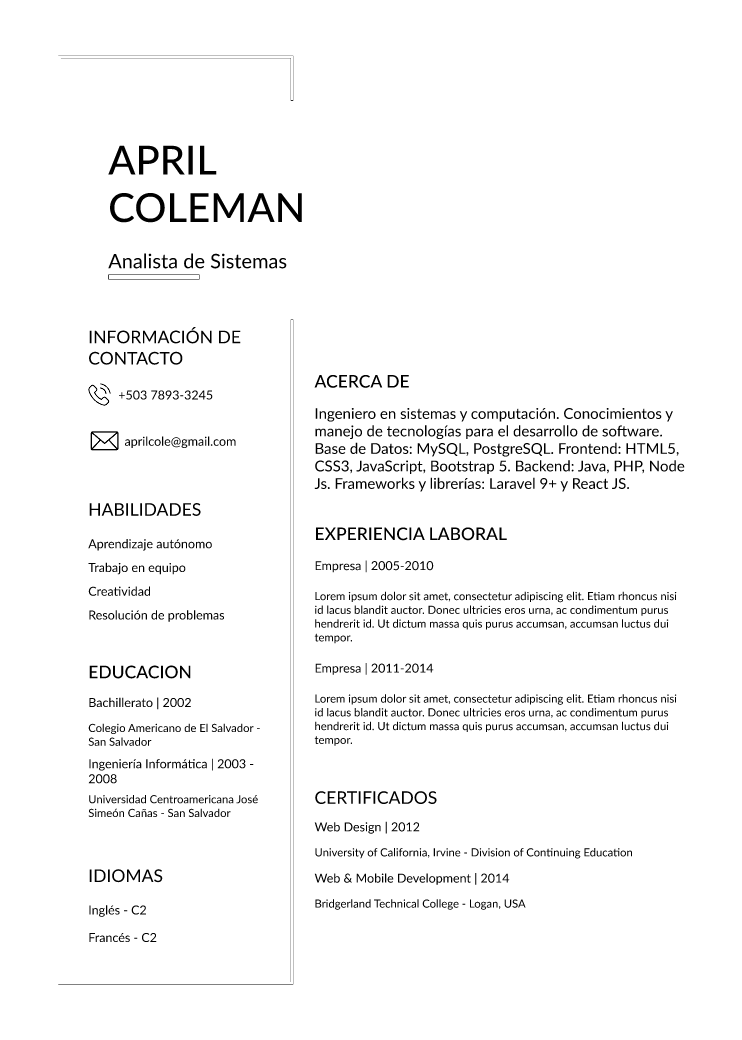 APRIL
COLEMAN
Analista de Sistemas
INFORMACIÓN DE
CONTACTO
+503 7893-3245
aprilcole@gmail.com
HABILIDADES
Aprendizaje autónomo
Trabajo en equipo
Creatividad
Resolución de problemas
EDUCACION
Bachillerato | 2002
Colegio Americano de El Salvador -
San Salvador
Ingeniería Informática | 2003 -
2008
Universidad Centroamericana José
Simeón Cañas - San Salvador
IDIOMAS
Inglés - C2
Francés - C2
ACERCA DE
Ingeniero en sistemas y computación. Conocimientos y
manejo de tecnologías para el desarrollo de software.
Base de Datos: MySQL, PostgreSQL. Frontend: HTML5,
CSS3, JavaScript, Bootstrap 5. Backend: Java, PHP, Node
Js. Frameworks y librerías: Laravel 9+ y React JS.
EXPERIENCIA LABORAL
Empresa | 2005-2010
Lorem ipsum dolor sit amet, consectetur adipiscing elit. Etiam rhoncus nisi
id lacus blandit auctor. Donec ultricies eros urna, ac condimentum purus
hendrerit id. Ut dictum massa quis purus accumsan, accumsan luctus dui
tempor.
Empresa | 2011-2014
Lorem ipsum dolor sit amet, consectetur adipiscing elit. Etiam rhoncus nisi
id lacus blandit auctor. Donec ultricies eros urna, ac condimentum purus
hendrerit id. Ut dictum massa quis purus accumsan, accumsan luctus dui
tempor.
CERTIFICADOS
Web Design | 2012
University of California, Irvine - Division of Continuing Education
Web & Mobile Development | 2014
Bridgerland Technical College - Logan, USA